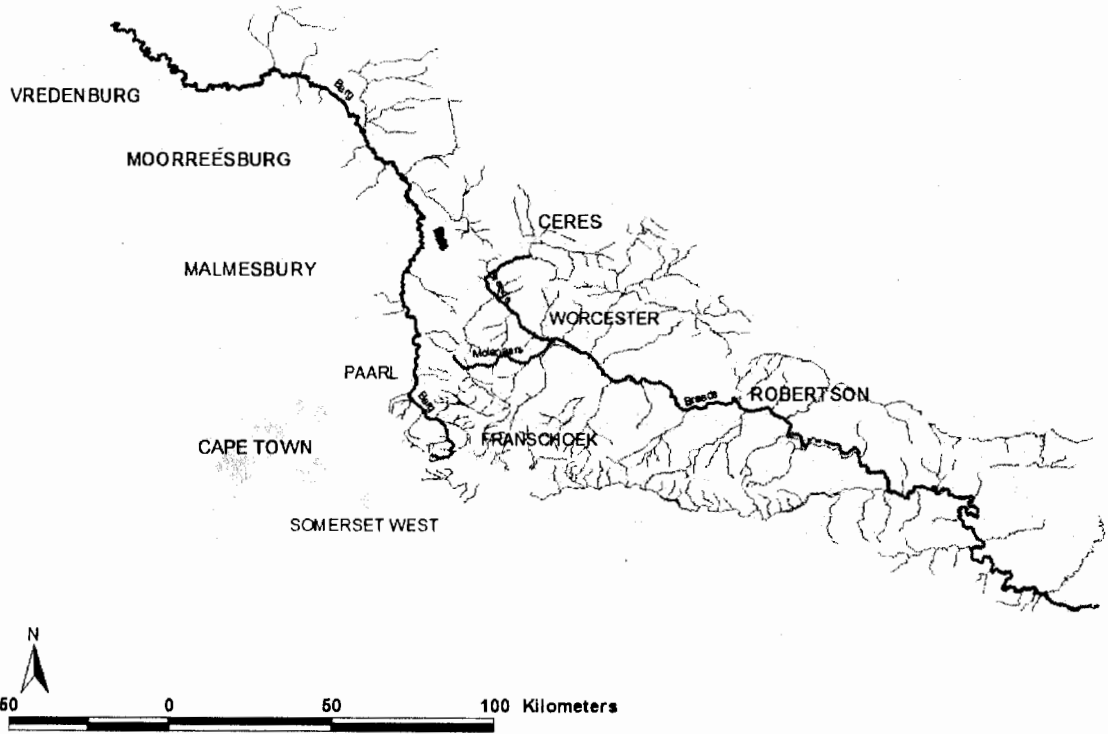 VREDENBURG
Berg
MOORREESBURG
CERES
MALMESBURY
WORCESTER
Molenaars
PAARL
Berg
Breede
ROBERTSON
CAPE TOWN
FRANSCHOEK
SOMERSET WEST
N
50 0 50 100 Kilometers